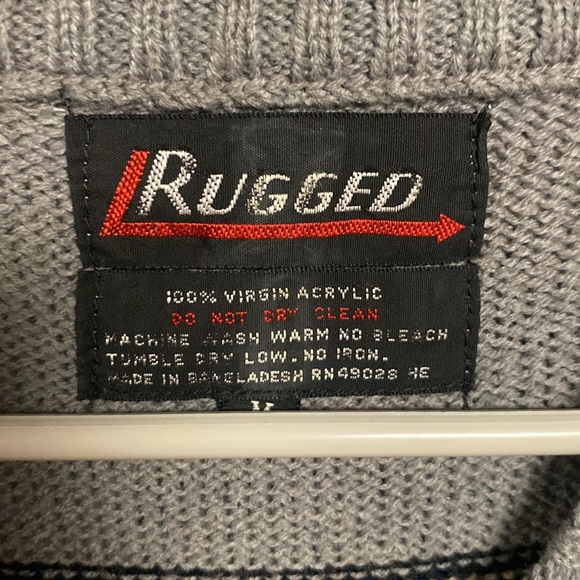 RUGGED
100% VIRGIN ACRYLIC
DO NOT DRY CLEAN
MACHINE WASH WARM NO BLEACH
TUMBLE DRY LOW. NO IRON.
MADE IN BANGLADESH RN49028 HE